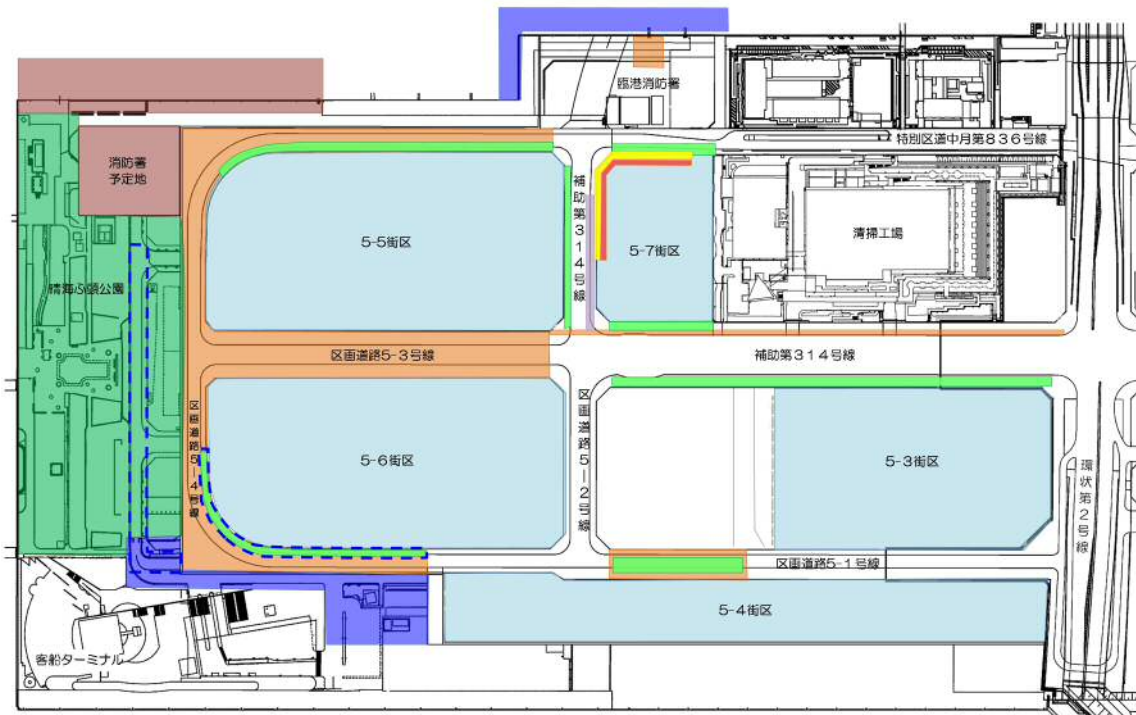 臨港消防署
特別区道中月第836号線
消防署
予定地
補助第314号線
5-5街区
5-7街区
清掃工場
晴海ふ頭公園
区画道路5-3号線
補助第314号線
区画道路5-4号線
5-6街区
区画道路5-2号線
5-3街区
環状第2号線
区画道路5-1号線
5-4街区
客船ターミナル